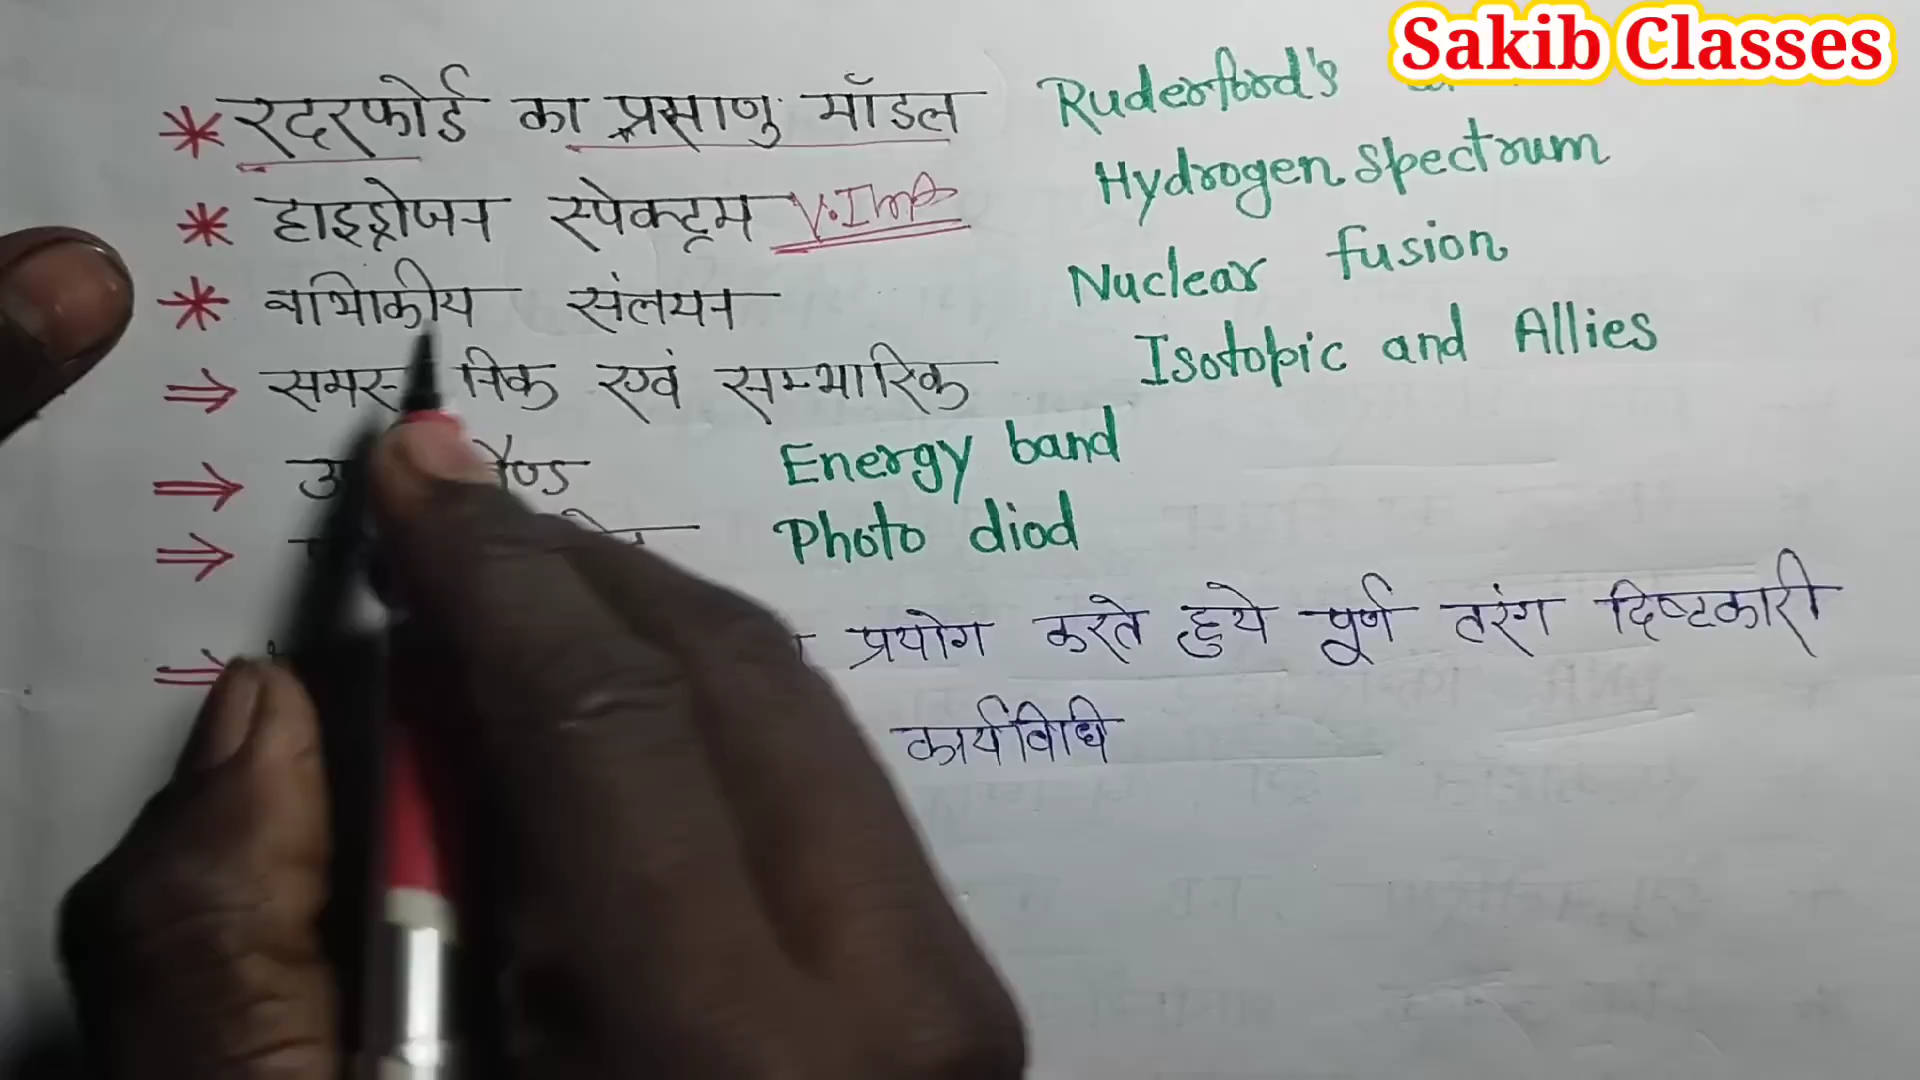 Sakib Classes
* रदरफोर्ड का प्रमाणु मॉडल Ruderford's
* हाइड्रोजन स्पेक्ट्रम V.Imp Hydrogen spectrum
* नाभिकीय संलयन Nuclear fusion
⇒ एवं सम्भारिक Isotopic and Allies
⇒ बैण्ड Energy band
⇒ Photo diod
⇒ प्रयोग करते हुये पूर्ण तरंग दिष्टकारी
कार्यविधि